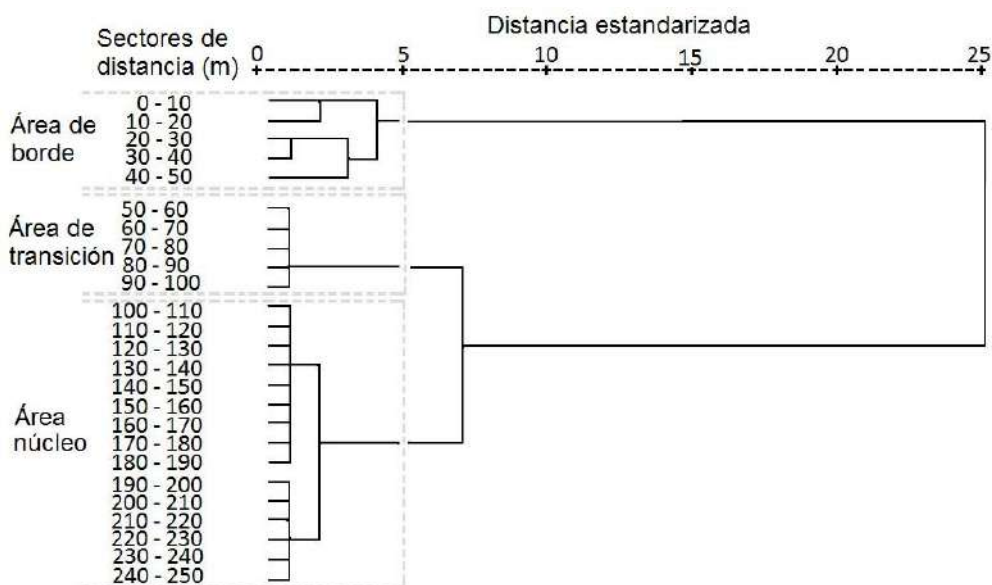 Distancia estandarizada
Sectores de
distancia (m)
0 5 10 15 20 25
Área de
borde
0 - 10
10 - 20
20 - 30
30 - 40
40 - 50
Área de
transición
50 - 60
60 - 70
70 - 80
80 - 90
90 - 100
Área
núcleo
100 - 110
110 - 120
120 - 130
130 - 140
140 - 150
150 - 160
160 - 170
170 - 180
180 - 190
190 - 200
200 - 210
210 - 220
220 - 230
230 - 240
240 - 250